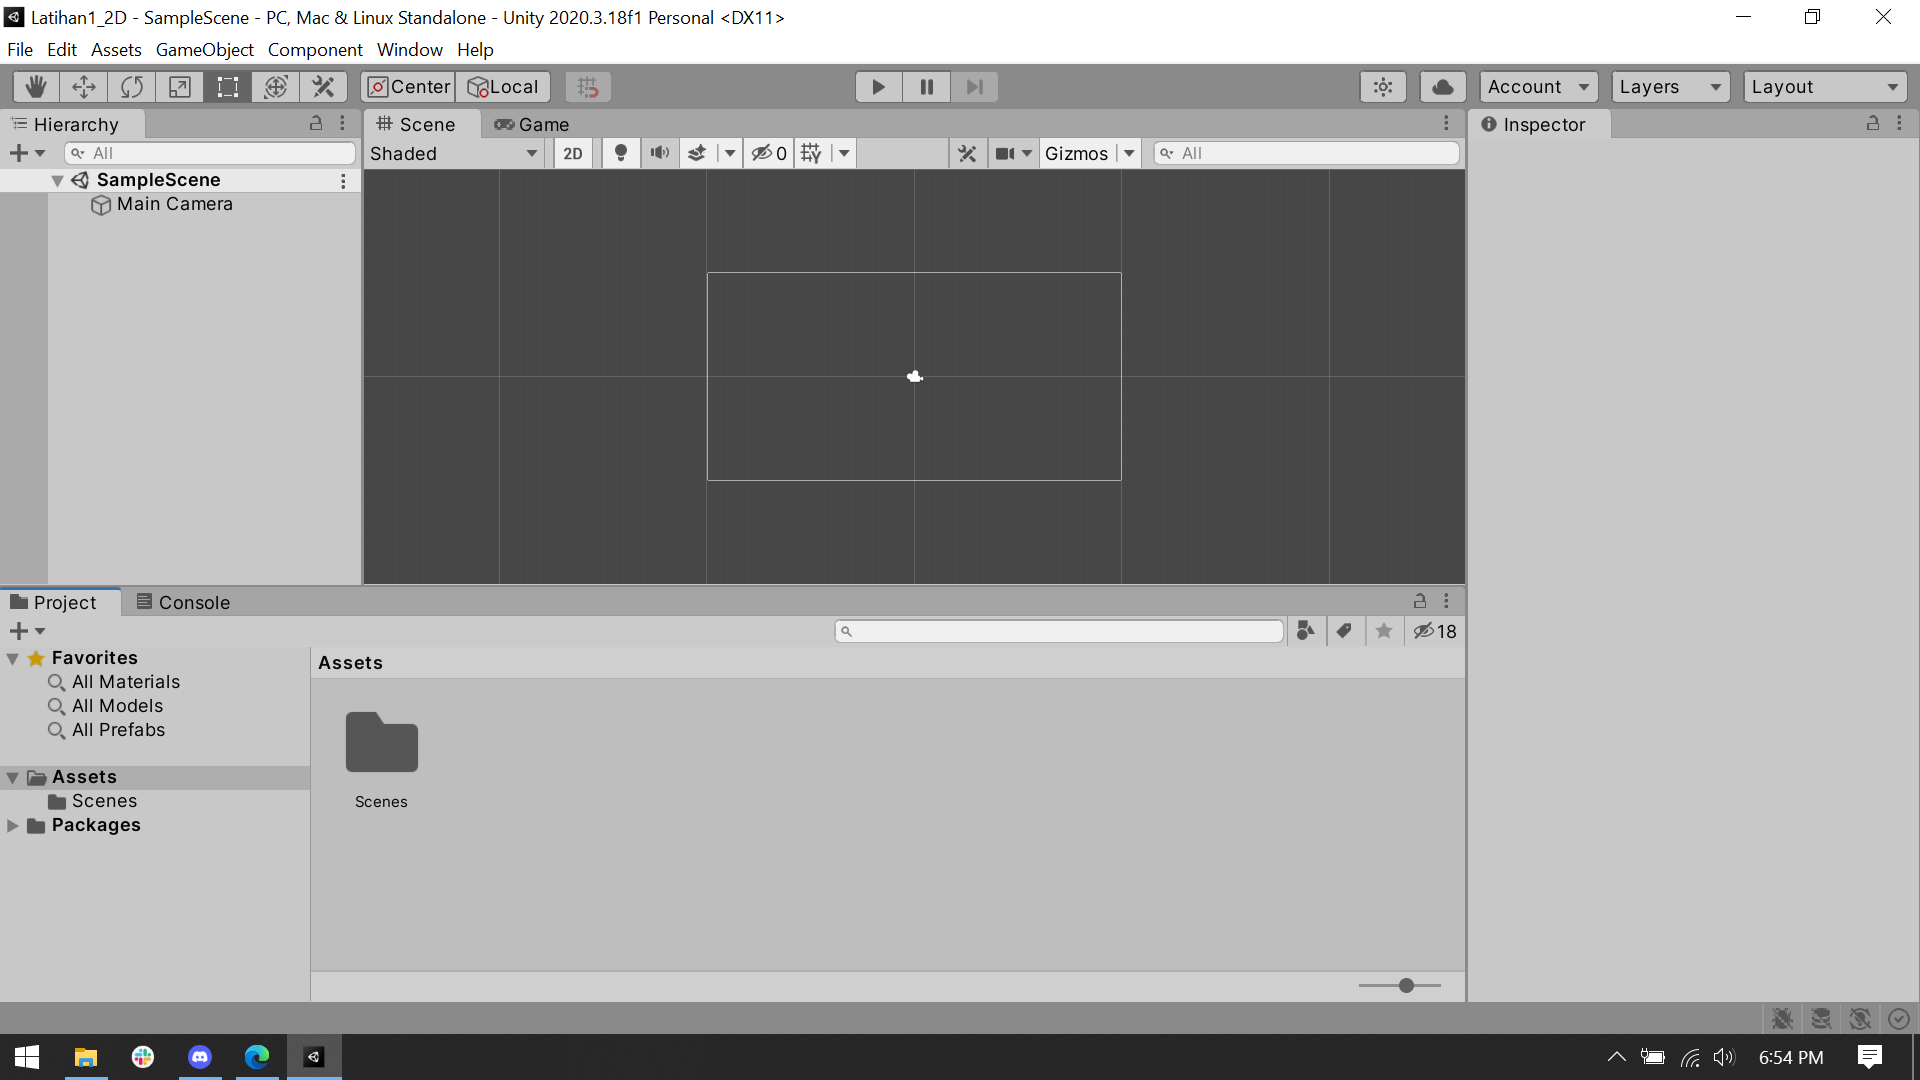 Latihan1_2D - SampleScene - PC, Mac & Linux Standalone - Unity 2020.3.18f1 Personal <DX11>
File Edit Assets GameObject Component Window Help
Center Local Account Layers Layout
Hierarchy
Scene Game
Inspector
All
Shaded 2D 0 Gizmos All
SampleScene
Main Camera
Project Console
18
Favorites
All Materials
All Models
All Prefabs
Assets
Scenes
Packages
Assets
Scenes
6:54 PM